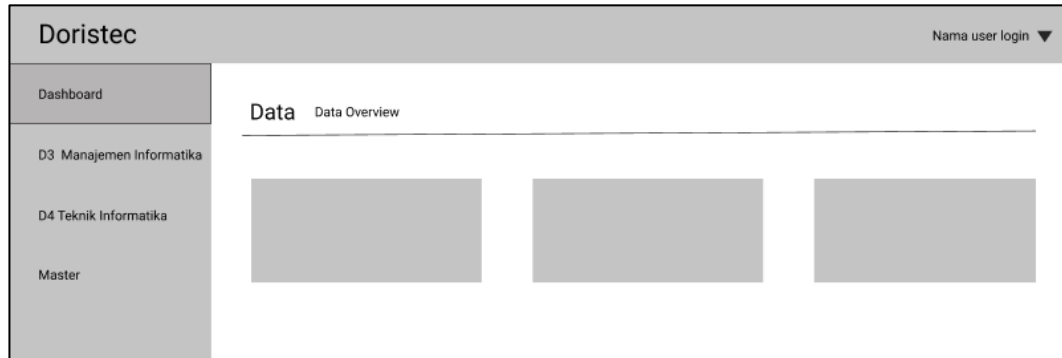 Doristec
Nama user login
Dashboard
Data Data Overview
D3 Manajemen Informatika
D4 Teknik Informatika
Master